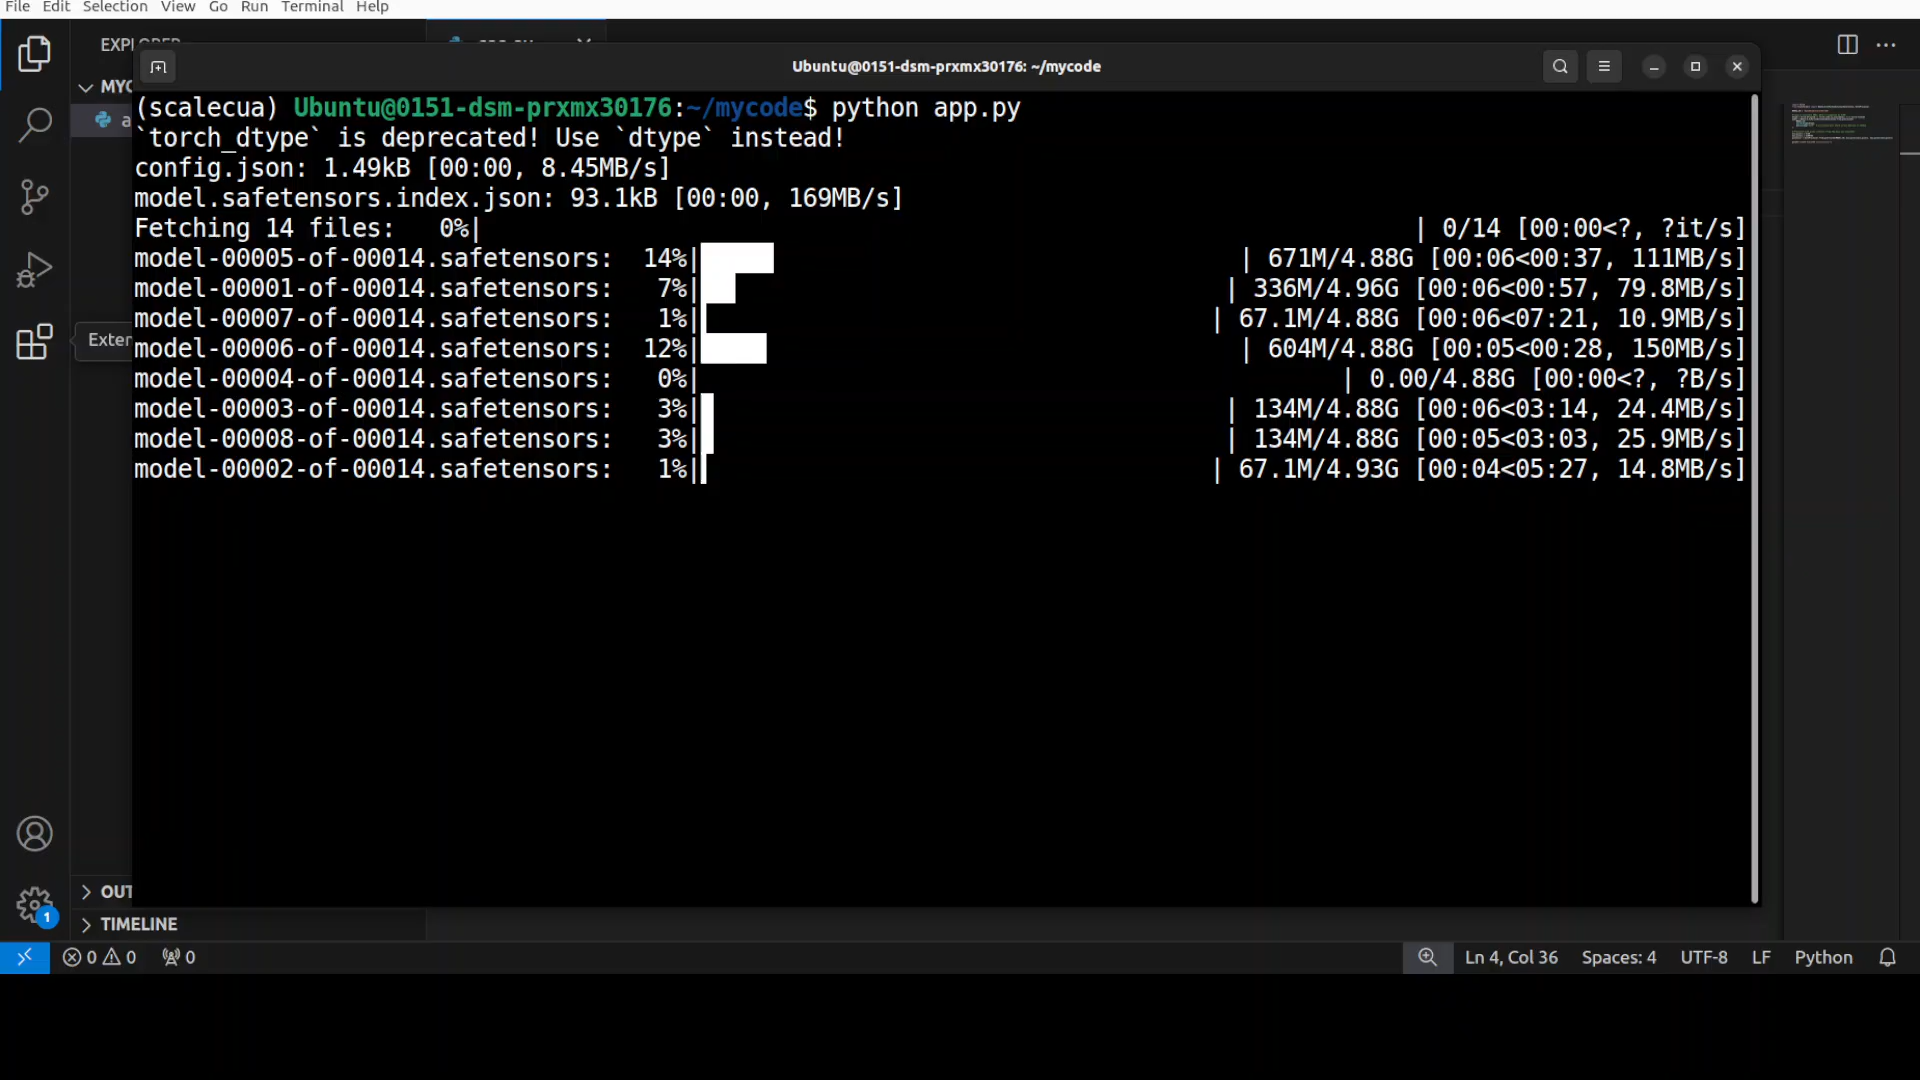 File Edit Selection View Go Run Terminal Help
Ubuntu@0151-dsm-prxmx30176: ~/mycode
(scalecua) Ubuntu@0151-dsm-prxmx30176:~/mycode$ python app.py
`torch_dtype` is deprecated! Use `dtype` instead!
config.json: 1.49kB [00:00, 8.45MB/s]
model.safetensors.index.json: 93.1kB [00:00, 169MB/s]
Fetching 14 files:   0%| | 0/14 [00:00<?, ?it/s]
model-00005-of-00014.safetensors:  14%| | 671M/4.88G [00:06<00:37, 111MB/s]
model-00001-of-00014.safetensors:   7%| | 336M/4.96G [00:06<00:57, 79.8MB/s]
model-00007-of-00014.safetensors:   1%| | 67.1M/4.88G [00:06<07:21, 10.9MB/s]
model-00006-of-00014.safetensors:  12%| | 604M/4.88G [00:05<00:28, 150MB/s]
model-00004-of-00014.safetensors:   0%| | 0.00/4.88G [00:00<?, ?B/s]
model-00003-of-00014.safetensors:   3%| | 134M/4.88G [00:06<03:14, 24.4MB/s]
model-00008-of-00014.safetensors:   3%| | 134M/4.88G [00:05<03:03, 25.9MB/s]
model-00002-of-00014.safetensors:   1%| | 67.1M/4.93G [00:04<05:27, 14.8MB/s]
MYC
a
Exter
OUT
TIMELINE
1
0 0 0
Ln 4, Col 36 Spaces: 4 UTF-8 LF Python